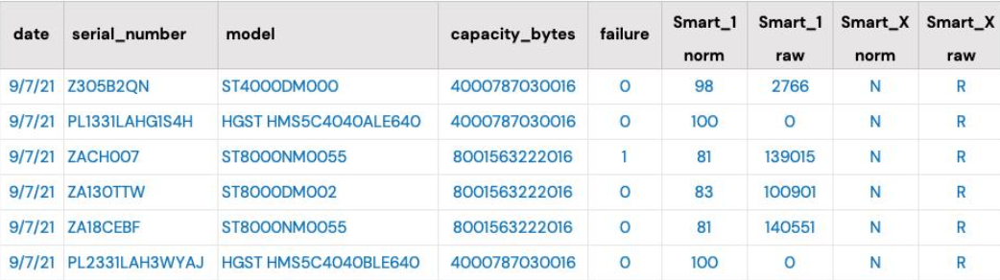 date serial_number model capacity_bytes failure Smart_1 norm Smart_1 raw Smart_X norm Smart_X raw
9/7/21 Z305B2QN ST4000DM000 4000787030016 0 98 2766 N R
9/7/21 PL1331LAHG1S4H HGST HMS5C4040ALE640 4000787030016 0 100 0 N R
9/7/21 ZACH007 ST8000NM0055 8001563222016 1 81 139015 N R
9/7/21 ZA130TTW ST8000DM002 8001563222016 0 83 100901 N R
9/7/21 ZA18CEBF ST8000NM0055 8001563222016 0 81 140551 N R
9/7/21 PL2331LAH3WYAJ HGST HMS5C4040BLE640 4000787030016 0 100 0 N R